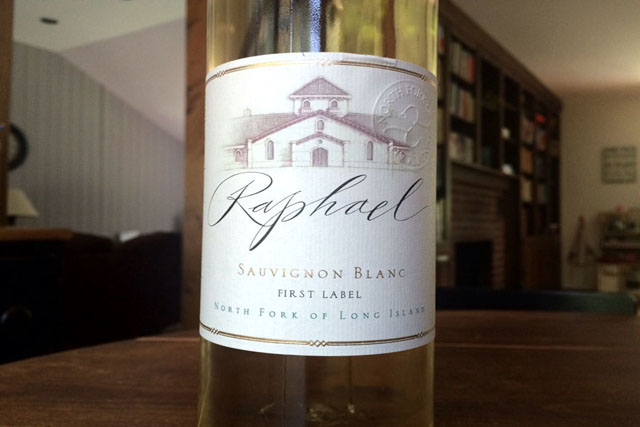 Raphael
SAUVIGNON BLANC
FIRST LABEL
NORTH FORK OF LONG ISLAND